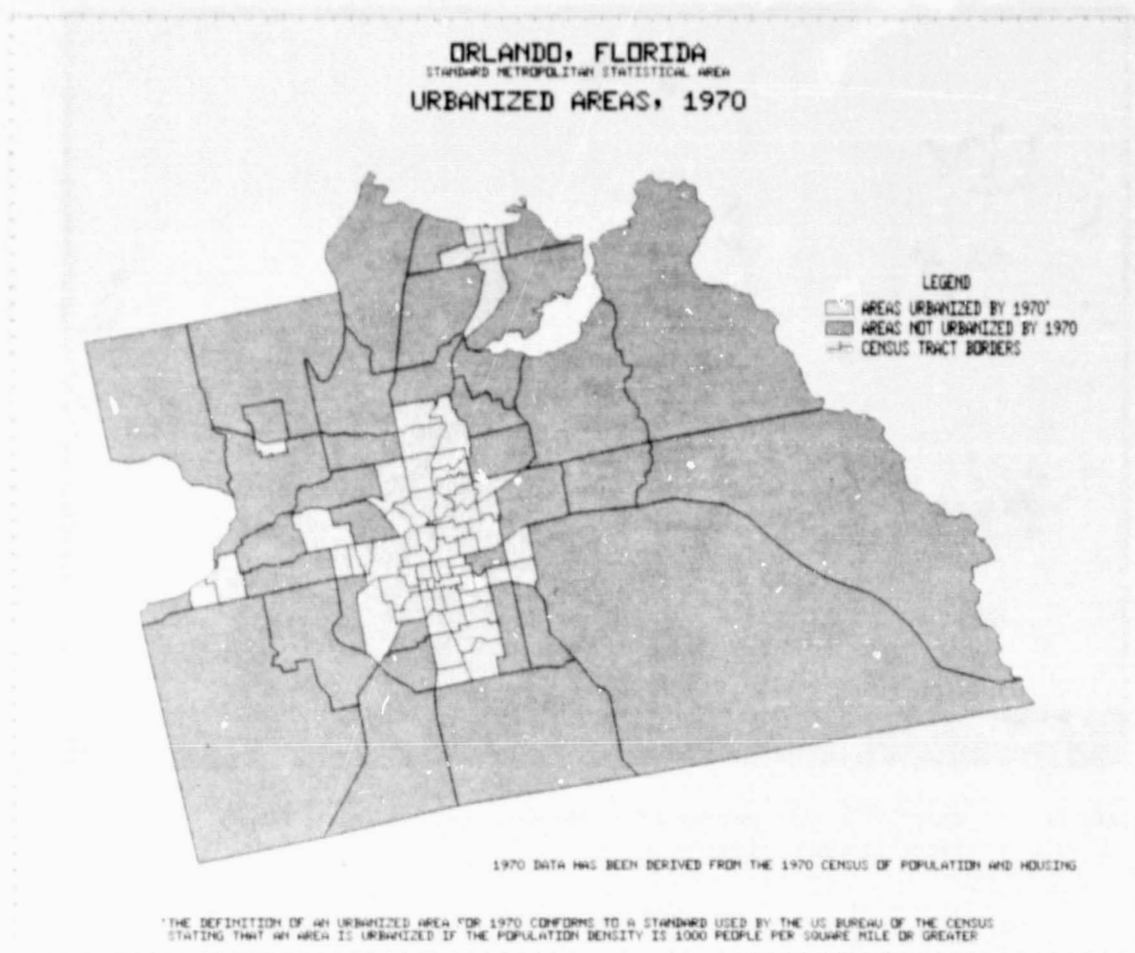 ORLANDO, FLORIDA
STANDARD METROPOLITAN STATISTICAL AREA
URBANIZED AREAS, 1970
LEGEND
AREAS URBANIZED BY 1970*
AREAS NOT URBANIZED BY 1970
CENSUS TRACT BORDERS
1970 DATA HAS BEEN DERIVED FROM THE 1970 CENSUS OF POPULATION AND HOUSING
*THE DEFINITION OF AN URBANIZED AREA FOR 1970 CONFORMS TO A STANDARD USED BY THE US BUREAU OF THE CENSUS
STATING THAT AN AREA IS URBANIZED IF THE POPULATION DENSITY IS 1000 PEOPLE PER SQUARE MILE OR GREATER